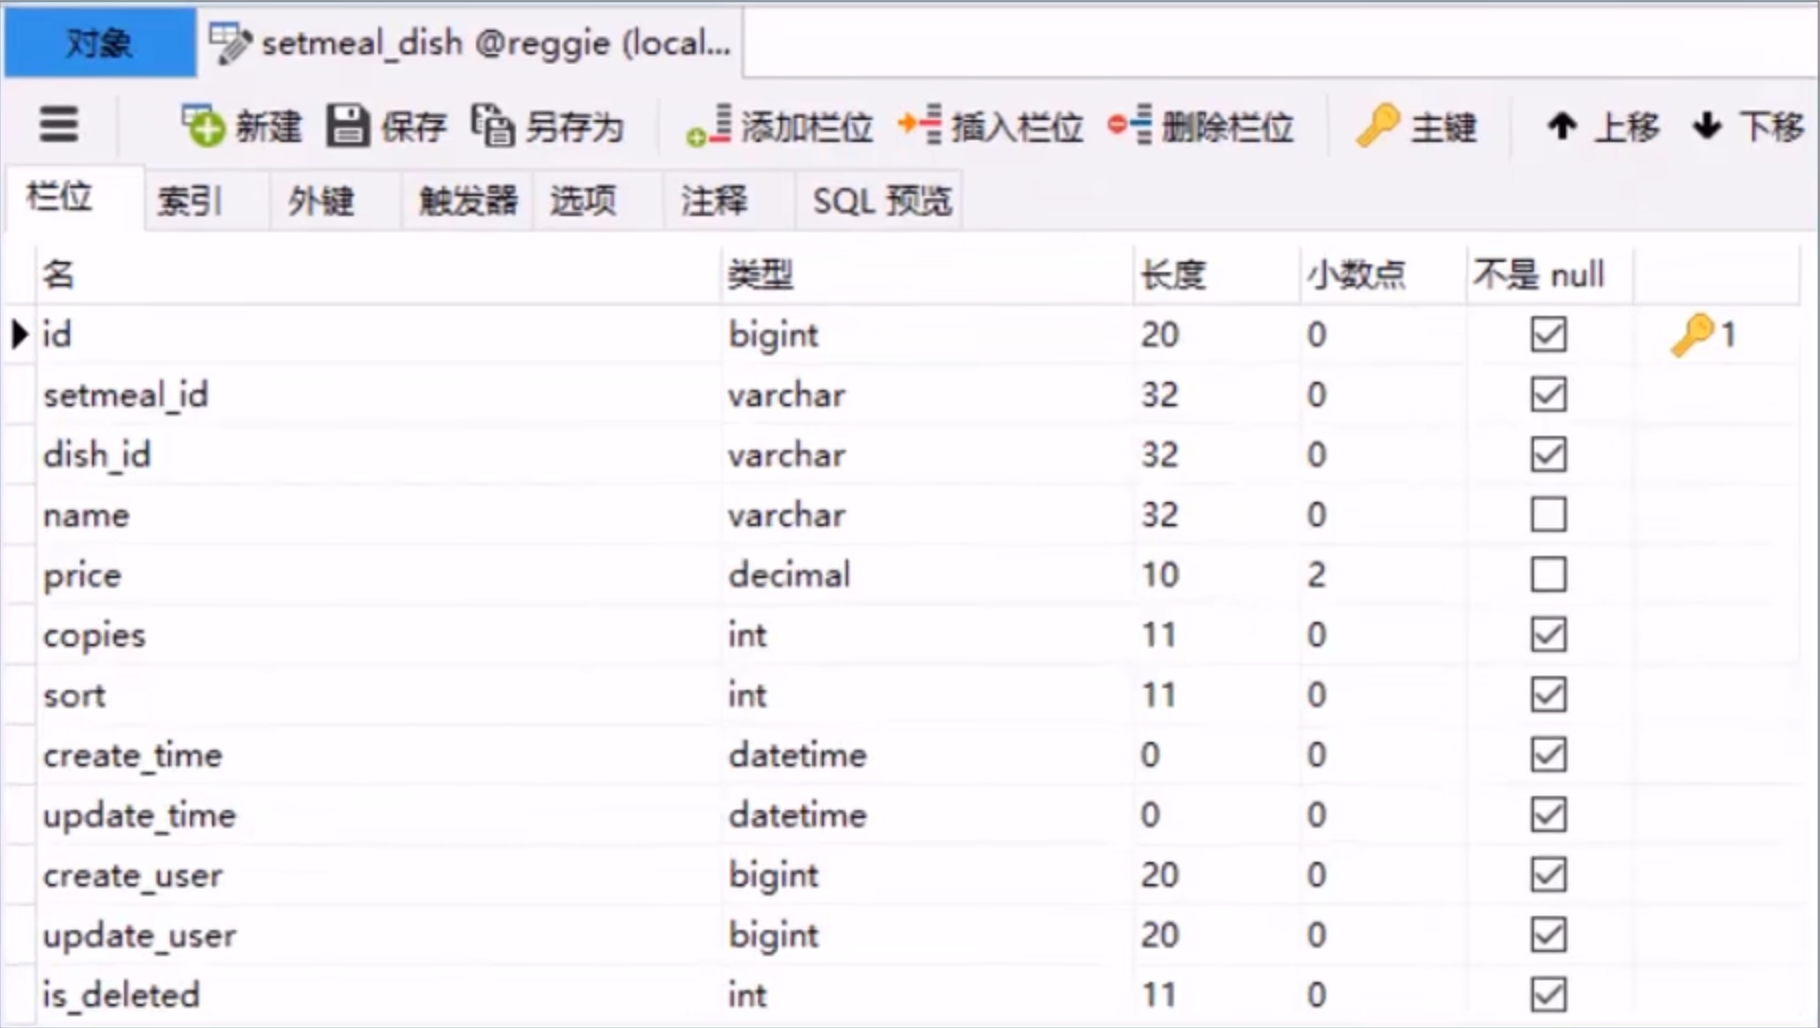 对象 setmeal_dish @reggie (local...
新建 保存 另存为 添加栏位 插入栏位 删除栏位 主键 上移 下移
栏位 索引 外键 触发器 选项 注释 SQL 预览
名 类型 长度 小数点 不是 null
id bigint 20 0 1
setmeal_id varchar 32 0
dish_id varchar 32 0
name varchar 32 0
price decimal 10 2
copies int 11 0
sort int 11 0
create_time datetime 0 0
update_time datetime 0 0
create_user bigint 20 0
update_user bigint 20 0
is_deleted int 11 0